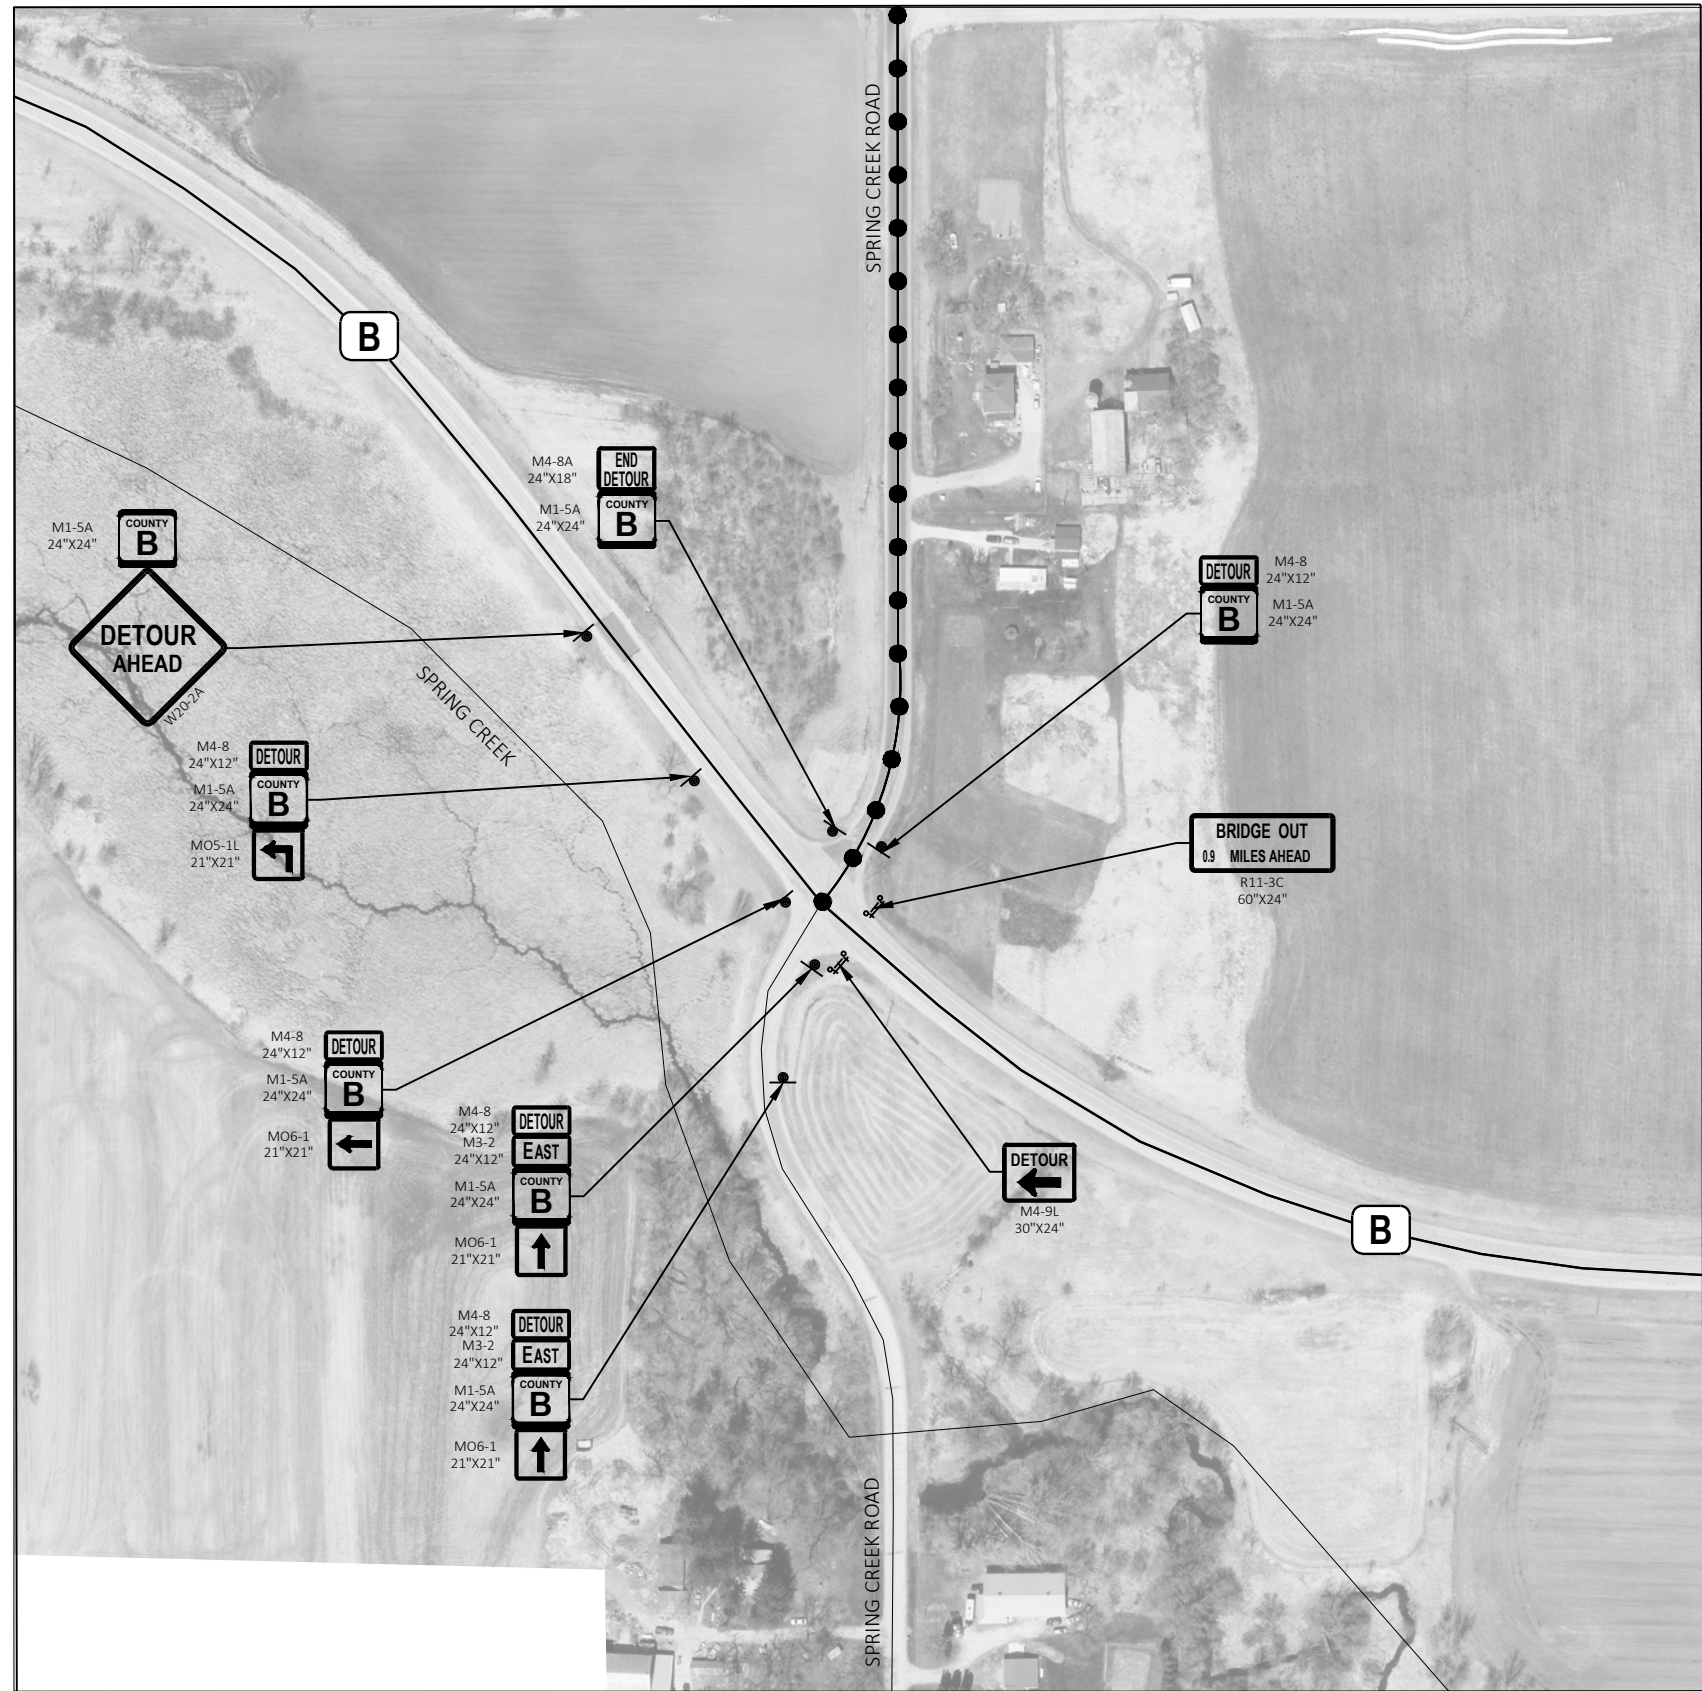 SPRING CREEK ROAD
B
M4-8A
24"X18"
END
DETOUR
M1-5A
24"X24"
COUNTY
B
M1-5A
24"X24"
COUNTY
B
DETOUR
AHEAD
W20-2A
SPRING CREEK
DETOUR
M4-8
24"X12"
COUNTY
B
M1-5A
24"X24"
M4-8
24"X12"
DETOUR
M1-5A
24"X24"
COUNTY
B
MO5-1L
21"X21"
BRIDGE OUT
0.9 MILES AHEAD
R11-3C
60"X24"
M4-8
24"X12"
DETOUR
M1-5A
24"X24"
COUNTY
B
MO6-1
21"X21"
M4-8
24"X12"
DETOUR
M3-2
24"X12"
EAST
M1-5A
24"X24"
COUNTY
B
MO6-1
21"X21"
DETOUR
M4-9L
30"X24"
B
M4-8
24"X12"
DETOUR
M3-2
24"X12"
EAST
M1-5A
24"X24"
COUNTY
B
MO6-1
21"X21"
SPRING CREEK ROAD